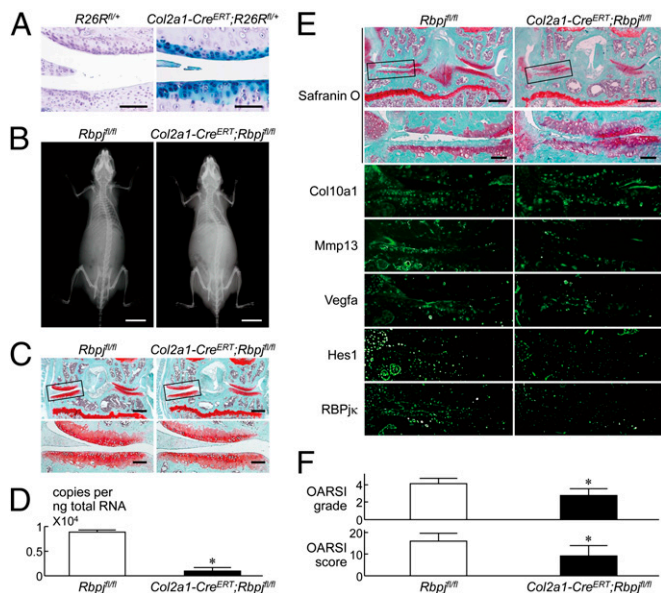 A
R26R^fl/+
Col2a1-Cre^ERT;R26R^fl/+
B
Rbpj^fl/fl
Col2a1-Cre^ERT;Rbpj^fl/fl
C
Rbpj^fl/fl
Col2a1-Cre^ERT;Rbpj^fl/fl
D
copies per
ng total RNA
X10^4
1
0
*
Rbpj^fl/fl
Col2a1-Cre^ERT;Rbpj^fl/fl
E
Rbpj^fl/fl
Col2a1-Cre^ERT;Rbpj^fl/fl
Safranin O
Col10a1
Mmp13
Vegfa
Hes1
RBPjκ
F
OARSI
grade
4
2
0
*
OARSI
score
20
10
0
*
Rbpj^fl/fl
Col2a1-Cre^ERT;Rbpj^fl/fl